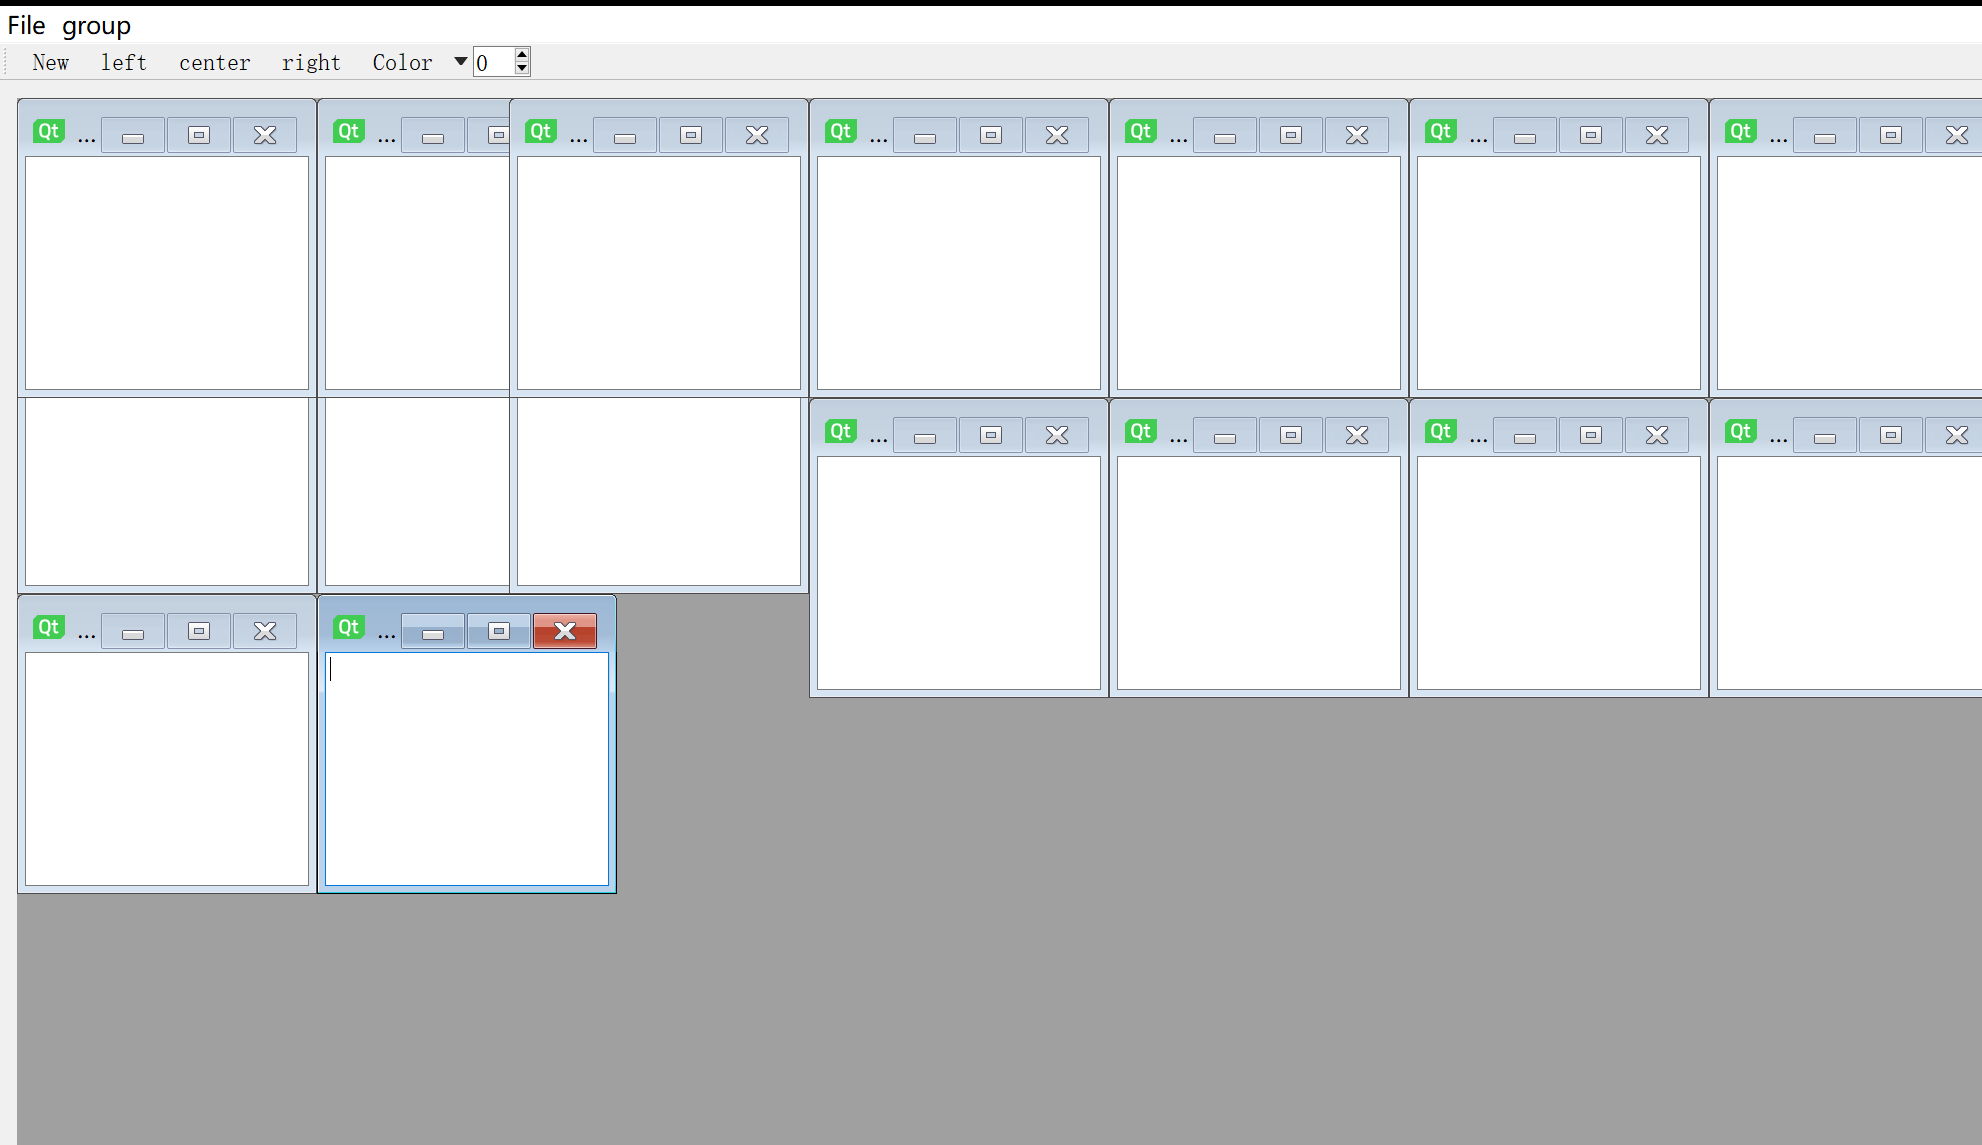 File group
New left center right Color 0
Qt ... Qt ... Qt ... Qt ... Qt ... Qt ... Qt ...
Qt ... Qt ... Qt ... Qt ...
Qt ... Qt ...